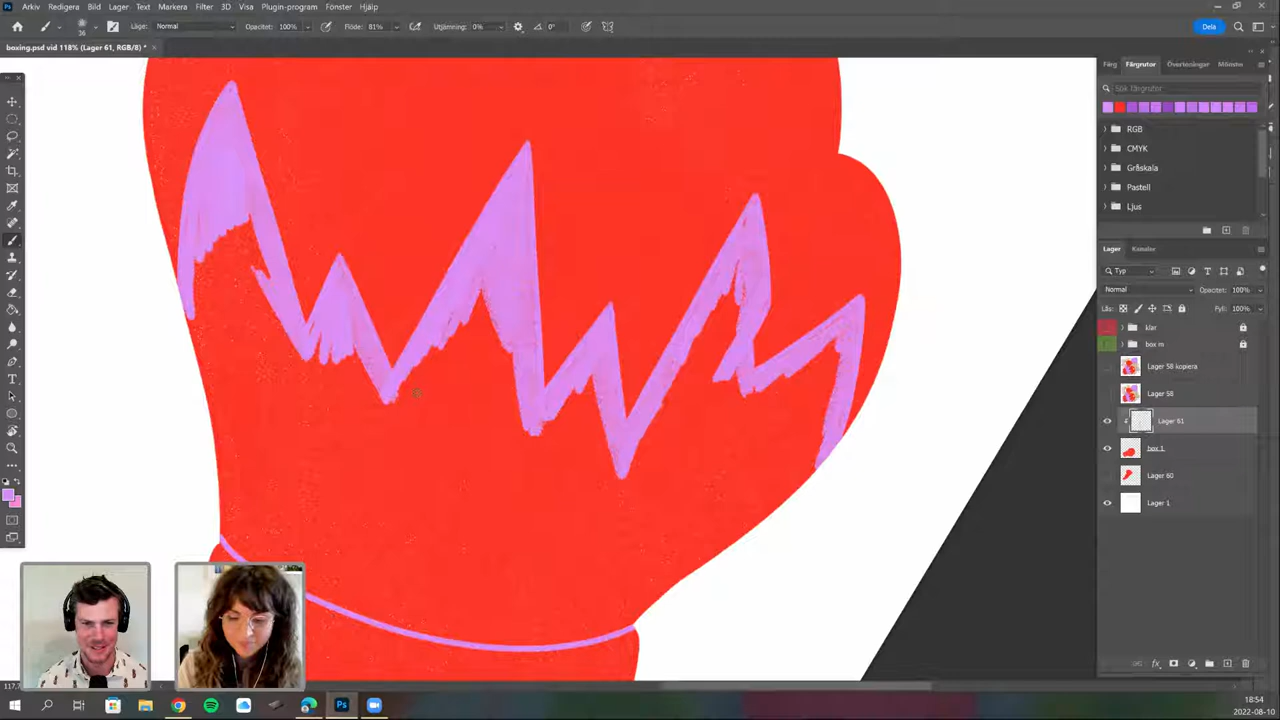 Arkiv Redigera Bild Lager Text Markera Filter 3D Visa Plugin-program Fönster Hjälp
36 Läge: Normal Opacitet: 100% Flöde: 81% Utjämning: 0% 0° Dela
boxing.psd vid 118% (Lager 61, RGB/8) *
Färg Färgrutor Övertoningar Mönster
Sök färgrutor
RGB
CMYK
Gråskala
Pastell
Ljus
Lager Kanaler
Typ
Normal Opacitet: 100%
Lås: Fyll: 100%
klar
box m
Lager 58 kopiera
Lager 58
Lager 61
box 1
Lager 60
Lager 1
fx
Ps
18:54
2022-08-10